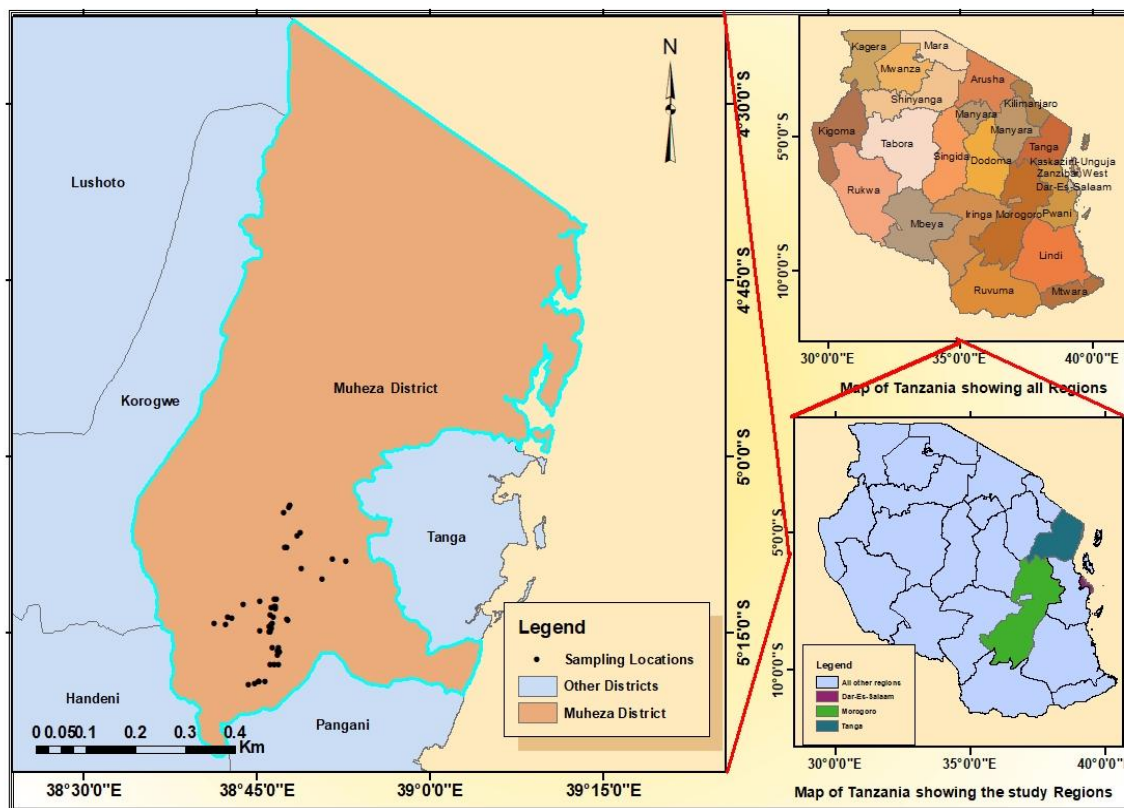 N
Lushoto
Korogwe
Muheza District
Tanga
Handeni
Pangani
Legend
Sampling Locations
Other Districts
Muheza District
0 0.050.1 0.2 0.3 0.4
Km
38°30'0"E 38°45'0"E 39°0'0"E 39°15'0"E
4°30'0"S
4°45'0"S
5°0'0"S
5°15'0"S
Kagera
Mara
Mwanza
Arusha
Shinyanga
Kilimanjaro
Manyara
Kigoma
Manyara
Tabora
Tanga
Singida
Dodoma
Kaskazini-Unguja
Zanzibar West
Dar-Es-Salaam
Rukwa
Iringa
Morogoro
Pwani
Mbeya
Lindi
Ruvuma
Mtwara
5°0'0"S
10°0'0"S
30°0'0"E 35°0'0"E 40°0'0"E
Map of Tanzania showing all Regions
5°0'0"S
10°0'0"S
Legend
All other regions
Dar-Es-Salaam
Morogoro
Tanga
30°0'0"E 35°0'0"E 40°0'0"E
Map of Tanzania showing the study Regions